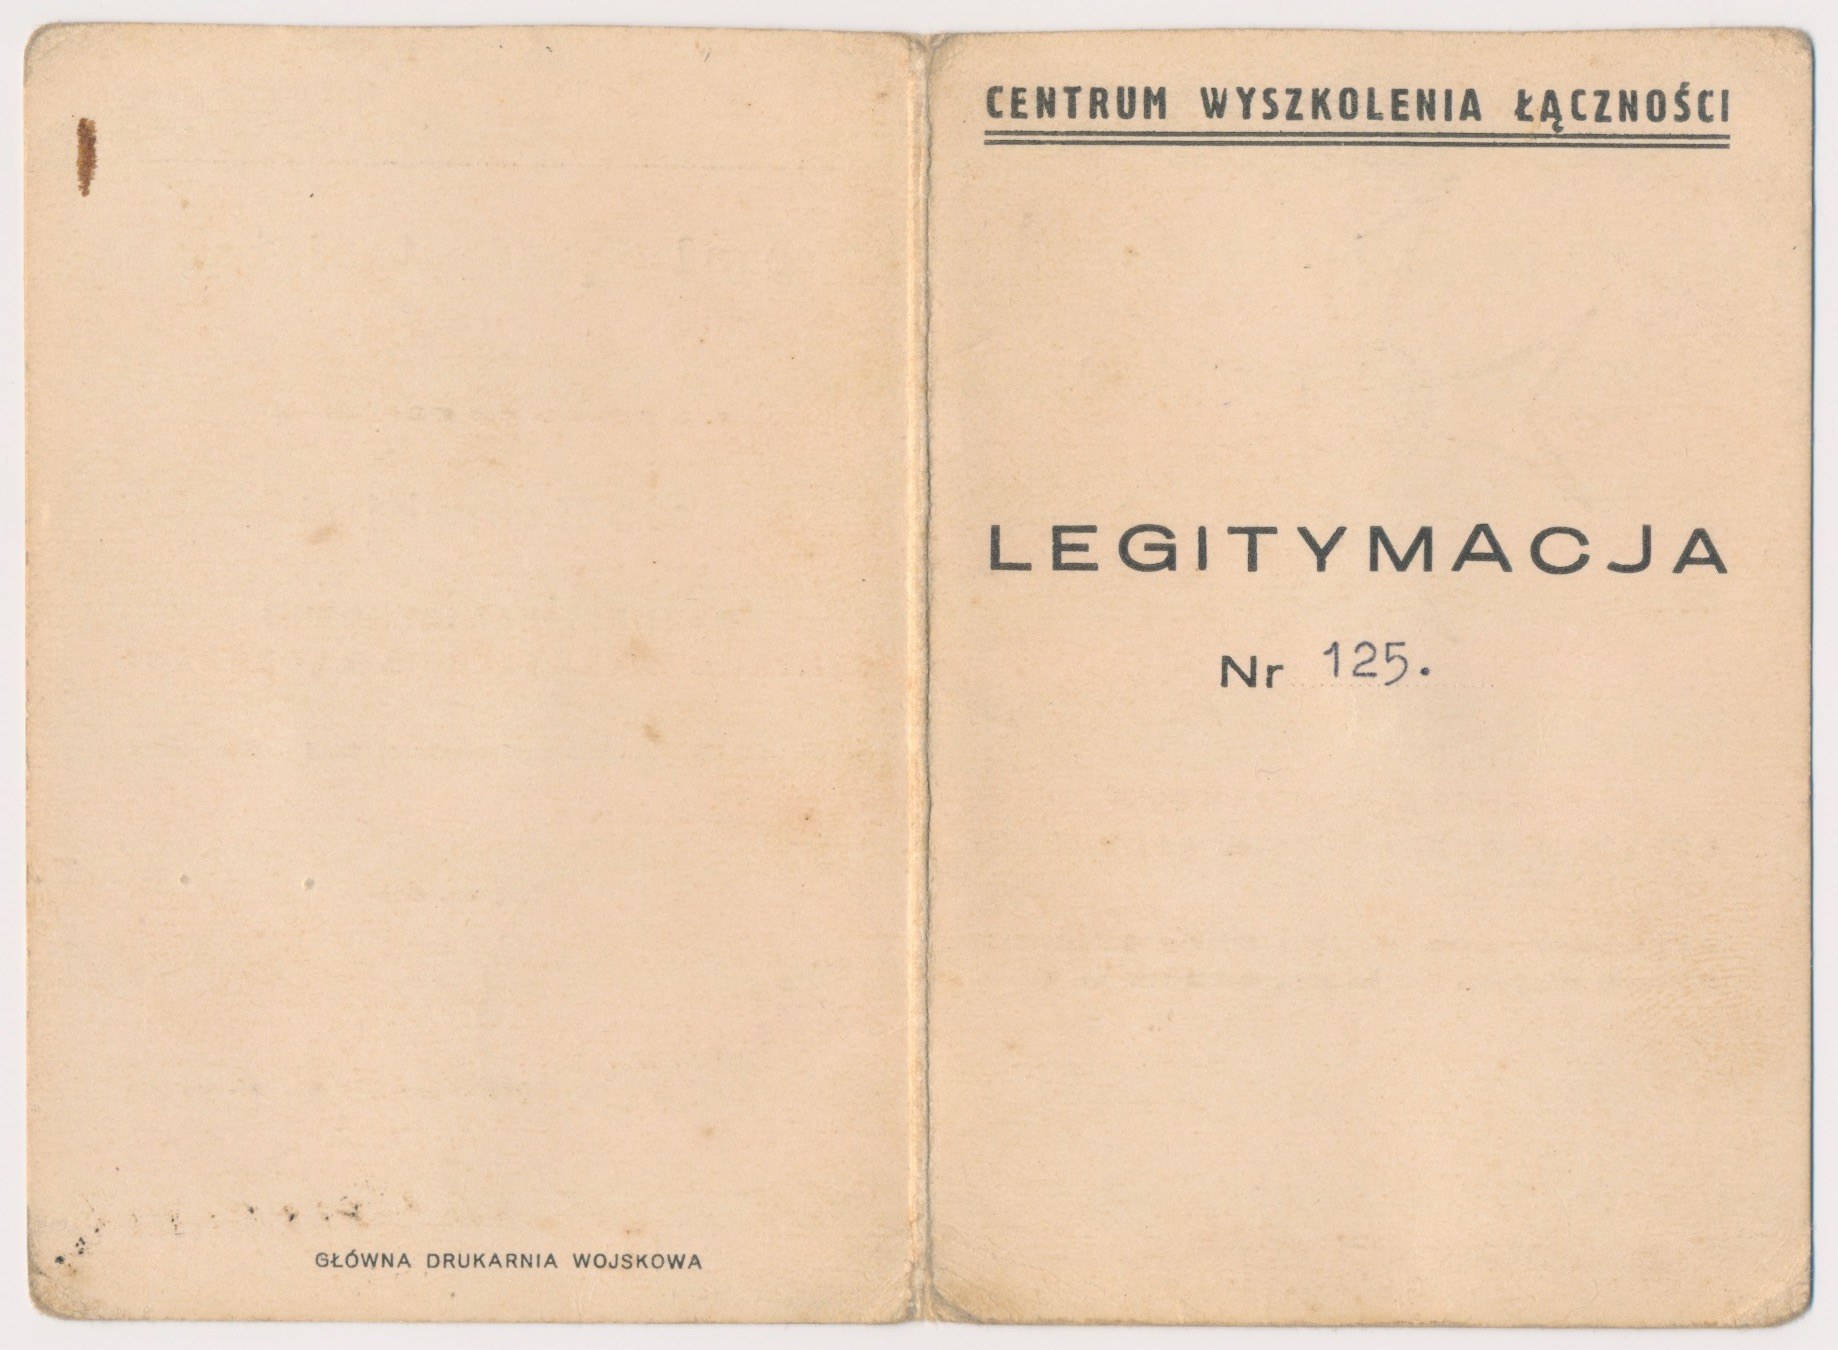 GŁÓWNA DRUKARNIA WOJSKOWA
CENTRUM WYSZKOLENIA ŁĄCZNOŚCI
LEGITYMACJA
Nr 125.